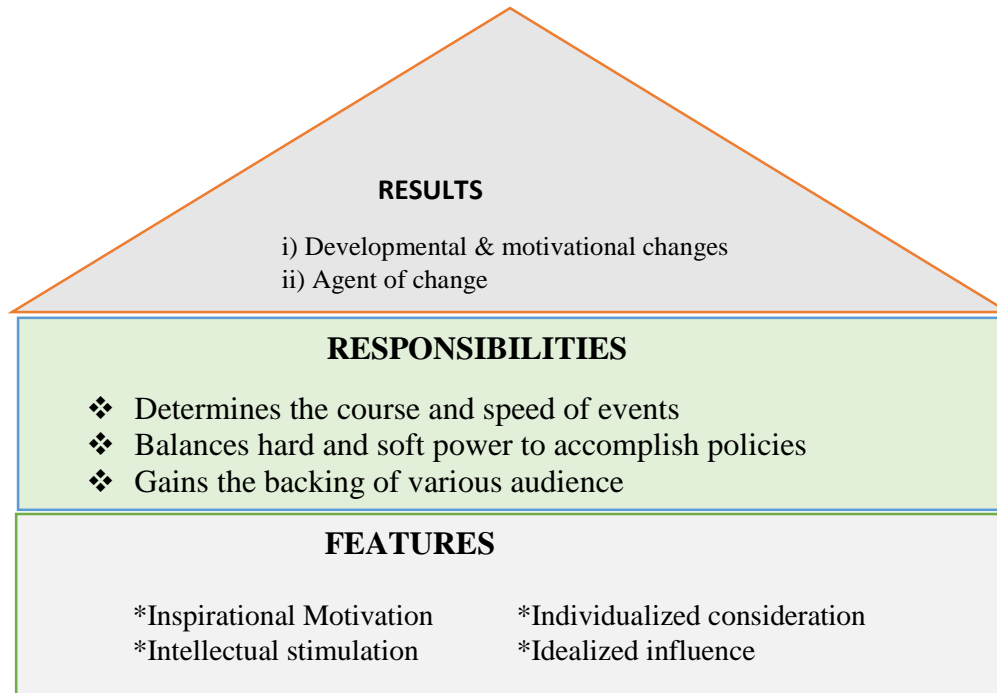 RESULTS
i) Developmental & motivational changes
ii) Agent of change
RESPONSIBILITIES
❖ Determines the course and speed of events
❖ Balances hard and soft power to accomplish policies
❖ Gains the backing of various audience
FEATURES
*Inspirational Motivation *Individualized consideration
*Intellectual stimulation *Idealized influence